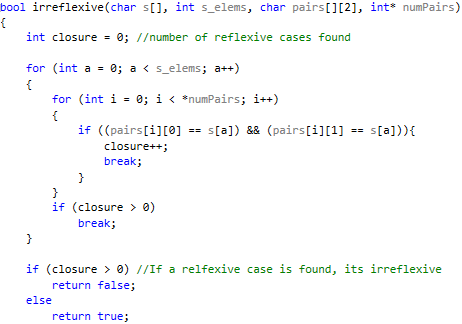 bool irreflexive(char s[], int s_elems, char pairs[][2], int* numPairs)
{
int closure = 0; //number of reflexive cases found
for (int a = 0; a < s_elems; a++)
{
for (int i = 0; i < *numPairs; i++)
{
if ((pairs[i][0] == s[a]) && (pairs[i][1] == s[a])){
closure++;
break;
}
}
if (closure > 0)
break;
}
if (closure > 0) //If a relfexive case is found, its irreflexive
return false;
else
return true;